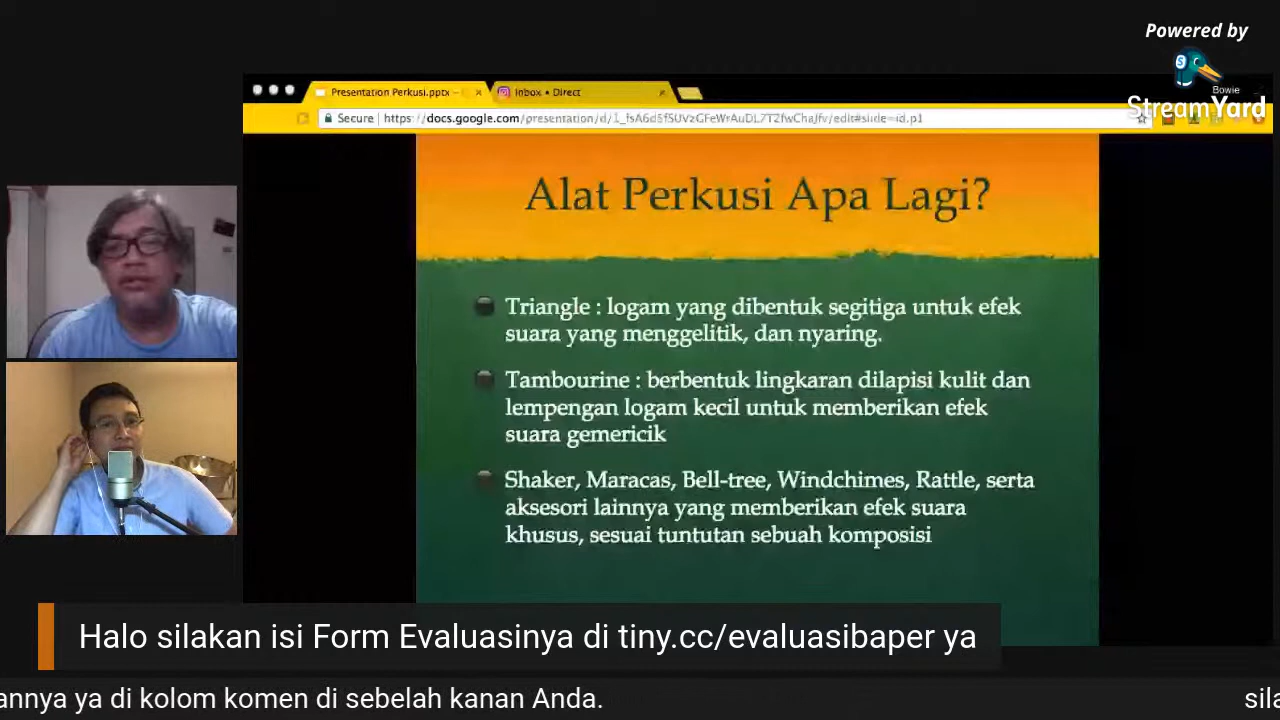 Powered by
Bowie
StreamYard
Presentation Perkusi.pptx –
Inbox • Direct
Secure
Alat Perkusi Apa Lagi?
Triangle : logam yang dibentuk segitiga untuk efek
suara yang menggelitik, dan nyaring.
Tambourine : berbentuk lingkaran dilapisi kulit dan
lempengan logam kecil untuk memberikan efek
suara gemericik
Shaker, Maracas, Bell-tree, Windchimes, Rattle, serta
aksesori lainnya yang memberikan efek suara
khusus, sesuai tuntutan sebuah komposisi
Halo silakan isi Form Evaluasinya di tiny.cc/evaluasibaper ya
annya ya di kolom komen di sebelah kanan Anda. sila